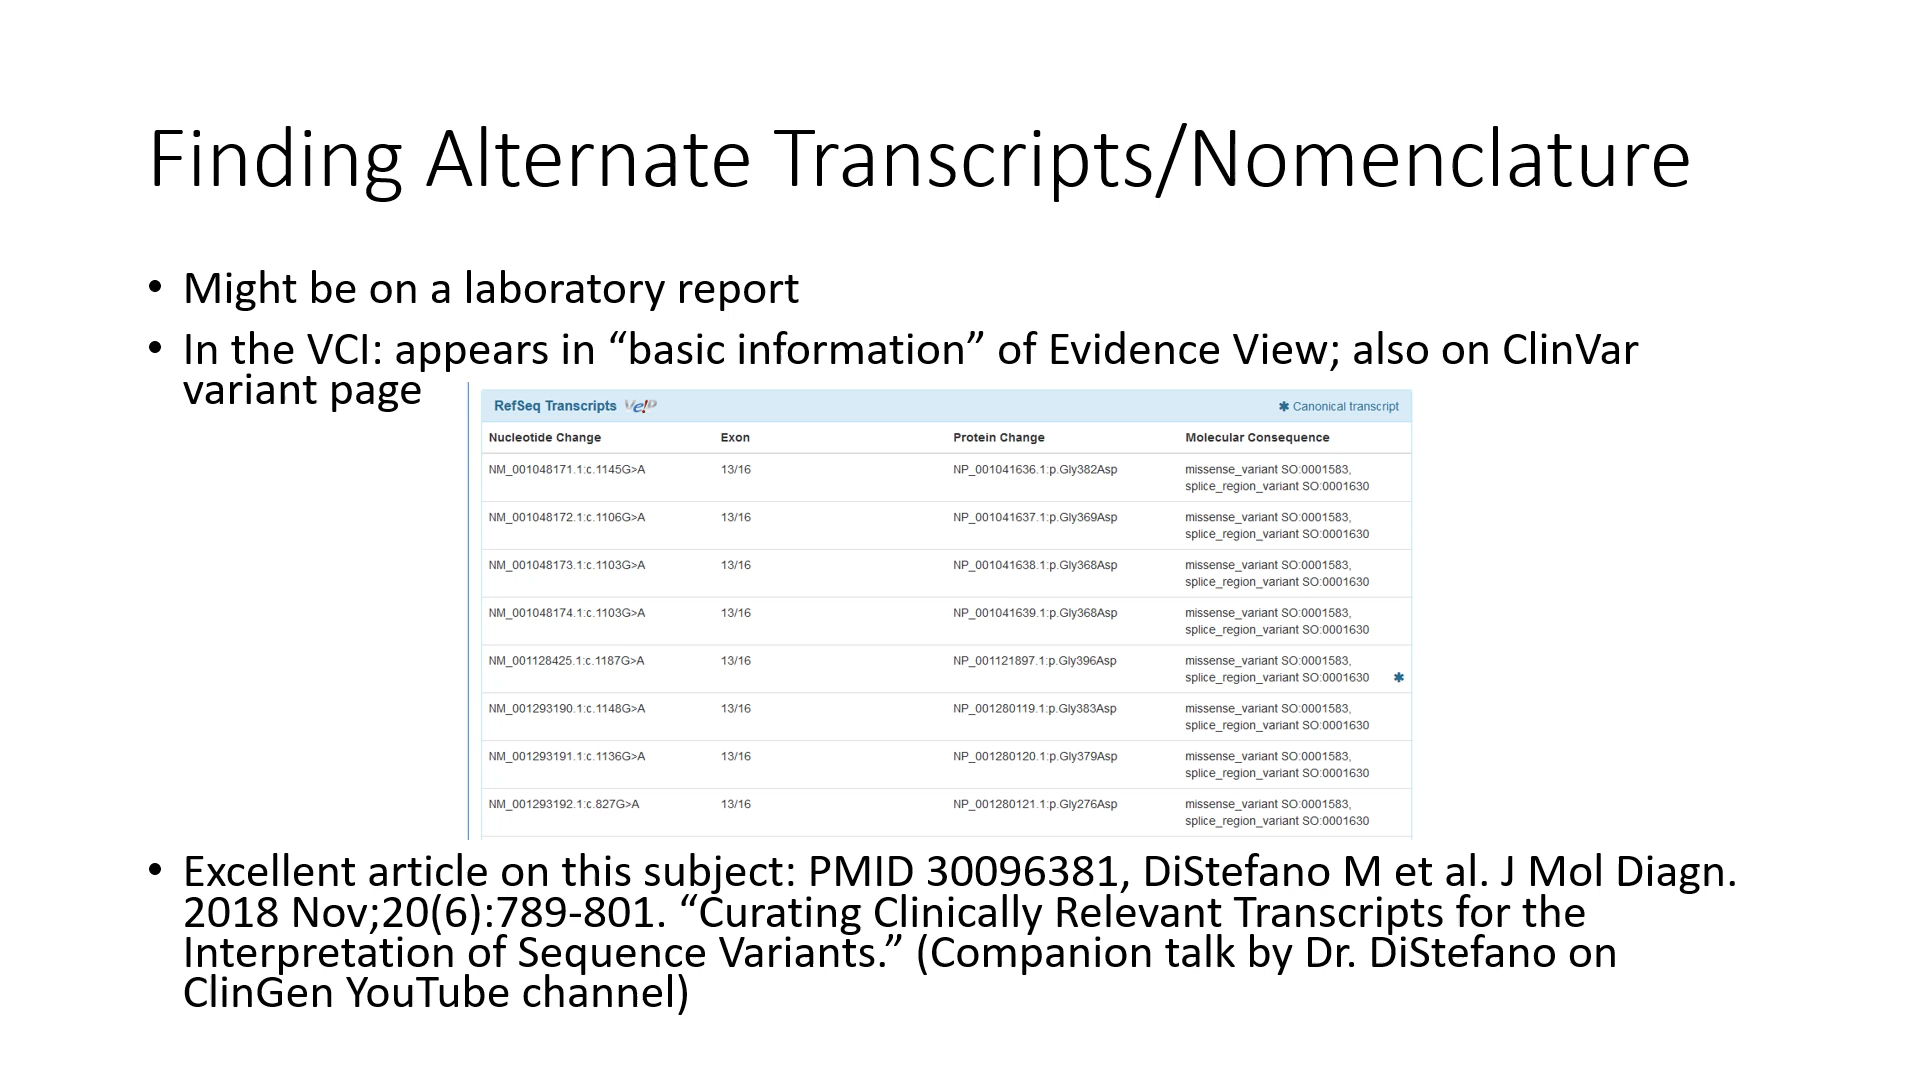 Finding Alternate Transcripts/Nomenclature
• Might be on a laboratory report
• In the VCI: appears in “basic information” of Evidence View; also on ClinVar
variant page
RefSeq Transcripts Ve!P ✱ Canonical transcript
Nucleotide Change Exon Protein Change Molecular Consequence
NM_001048171.1:c.1145G>A 13/16 NP_001041636.1:p.Gly382Asp missense_variant SO:0001583,
splice_region_variant SO:0001630
NM_001048172.1:c.1106G>A 13/16 NP_001041637.1:p.Gly369Asp missense_variant SO:0001583,
splice_region_variant SO:0001630
NM_001048173.1:c.1103G>A 13/16 NP_001041638.1:p.Gly368Asp missense_variant SO:0001583,
splice_region_variant SO:0001630
NM_001048174.1:c.1103G>A 13/16 NP_001041639.1:p.Gly368Asp missense_variant SO:0001583,
splice_region_variant SO:0001630
NM_001128425.1:c.1187G>A 13/16 NP_001121897.1:p.Gly396Asp missense_variant SO:0001583,
splice_region_variant SO:0001630 ✱
NM_001293190.1:c.1148G>A 13/16 NP_001280119.1:p.Gly383Asp missense_variant SO:0001583,
splice_region_variant SO:0001630
NM_001293191.1:c.1136G>A 13/16 NP_001280120.1:p.Gly379Asp missense_variant SO:0001583,
splice_region_variant SO:0001630
NM_001293192.1:c.827G>A 13/16 NP_001280121.1:p.Gly276Asp missense_variant SO:0001583,
splice_region_variant SO:0001630
• Excellent article on this subject: PMID 30096381, DiStefano M et al. J Mol Diagn.
2018 Nov;20(6):789-801. “Curating Clinically Relevant Transcripts for the
Interpretation of Sequence Variants.” (Companion talk by Dr. DiStefano on
ClinGen YouTube channel)